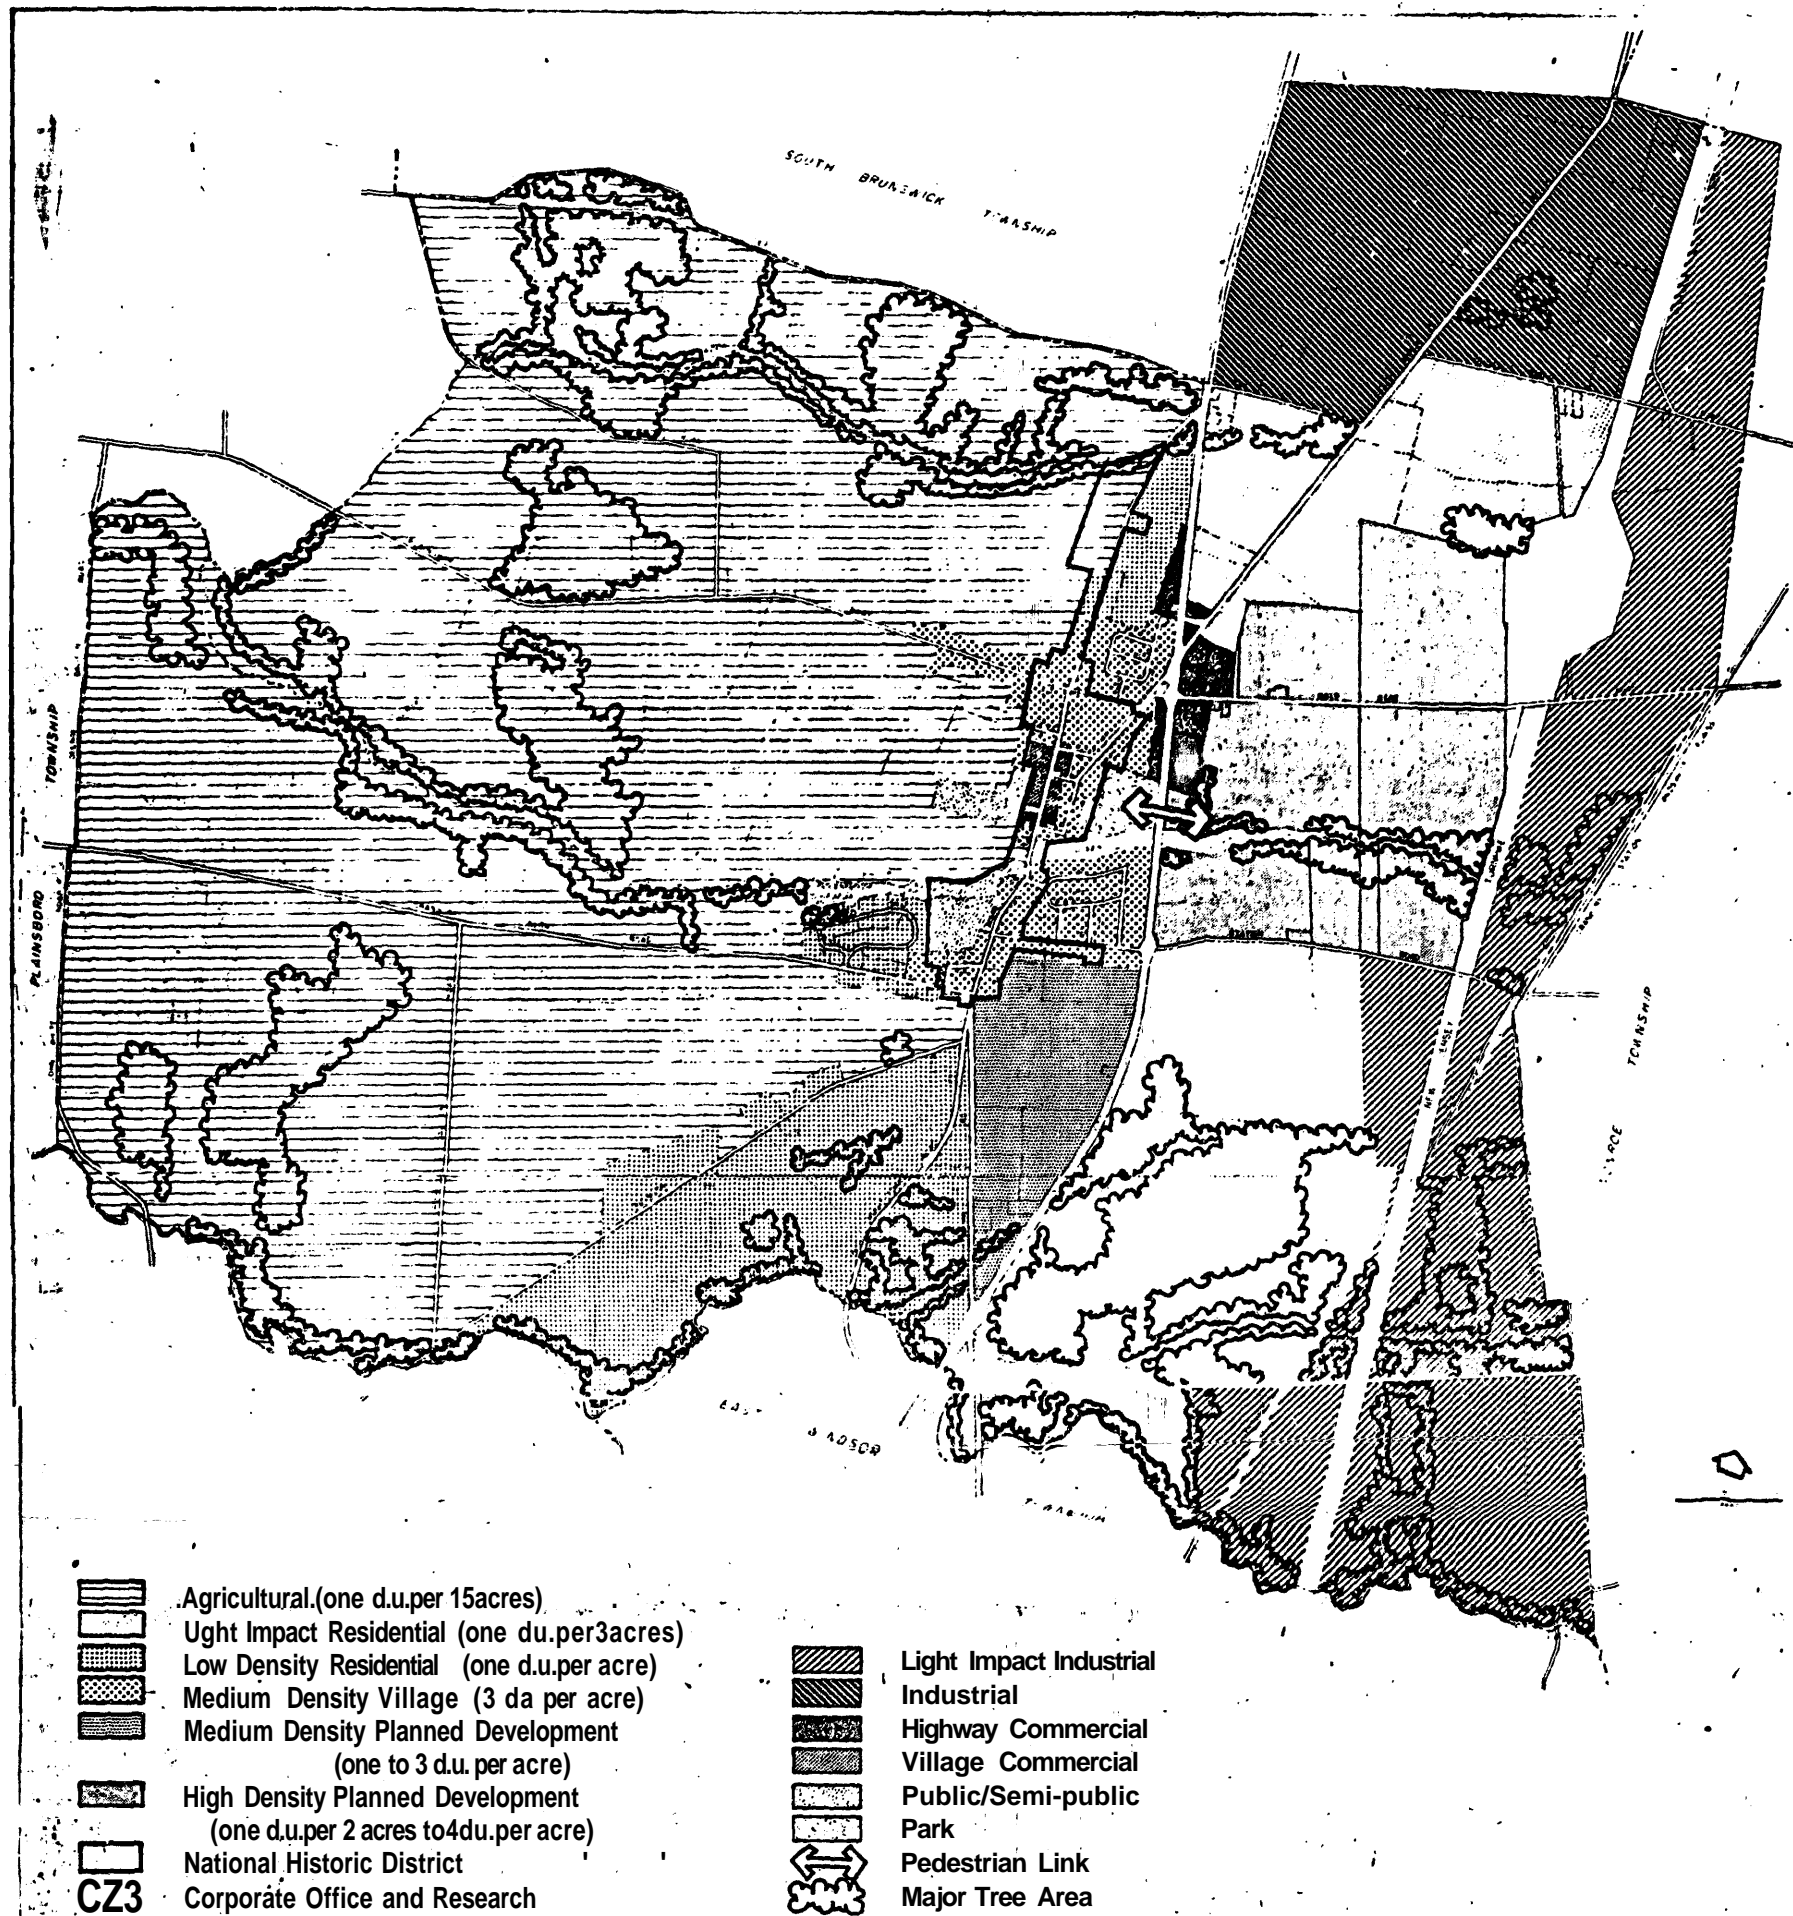 SOUTH BRUNSWICK TOWNSHIP
TOWNSHIP
PLAINSBORO
TOWNSHIP
EAST
Agricultural.(one d.u.per 15acres)
Ught Impact Residential (one du.per3acres)
Low Density Residential (one d.u.per acre)
Medium Density Village (3 da per acre)
Medium Density Planned Development
(one to 3 d.u. per acre)
High Density Planned Development
(one d.u.per 2 acres to4du.per acre)
National Historic District
CZ3 Corporate Office and Research
Light Impact Industrial
Industrial
Highway Commercial
Village Commercial
Public/Semi-public
Park
Pedestrian Link
Major Tree Area